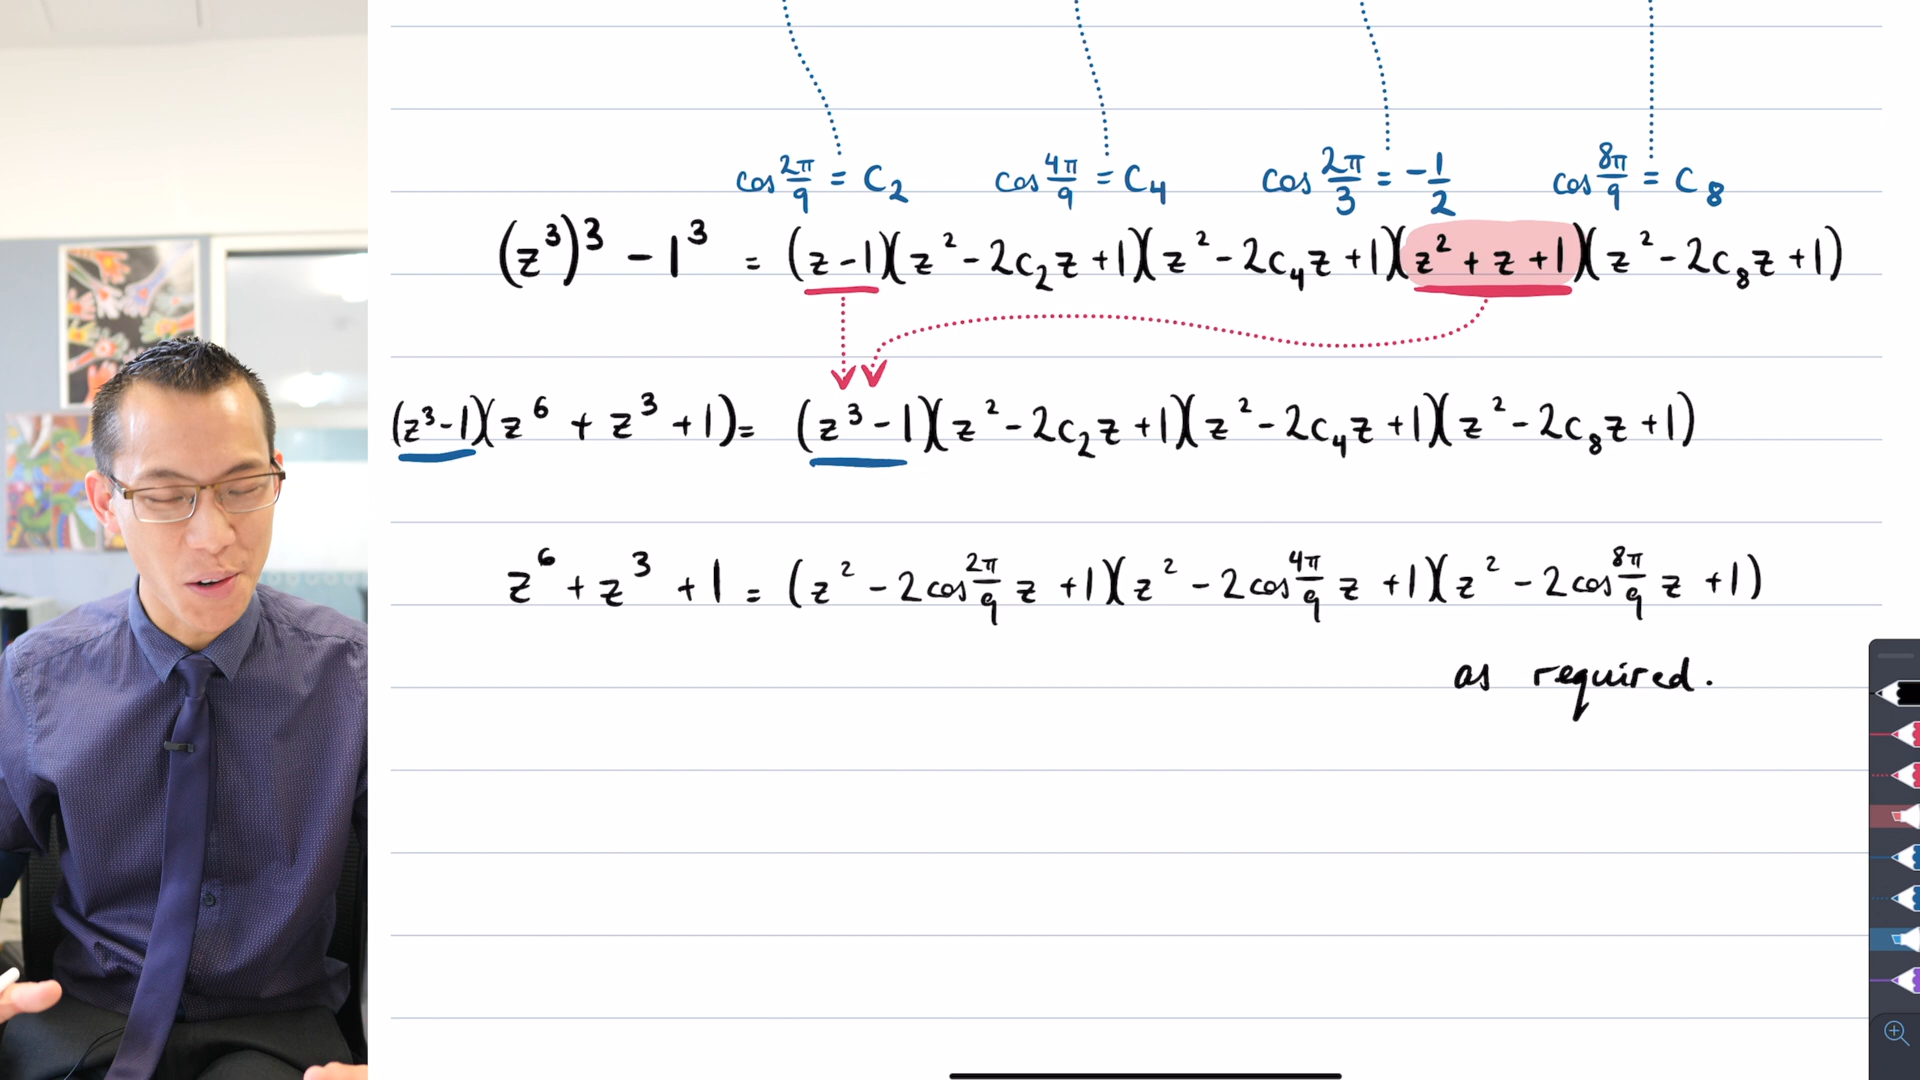 cos 2π/9 = C₂ cos 4π/9 = C₄ cos 2π/3 = -1/2 cos 8π/9 = C₈
(z³)³ - 1³ = (z - 1)(z² - 2c₂z + 1)(z² - 2c₄z + 1)(z² + z + 1)(z² - 2c₈z + 1)
(z³ - 1)(z⁶ + z³ + 1) = (z³ - 1)(z² - 2c₂z + 1)(z² - 2c₄z + 1)(z² - 2c₈z + 1)
z⁶ + z³ + 1 = (z² - 2cos 2π/9 z + 1)(z² - 2cos 4π/9 z + 1)(z² - 2cos 8π/9 z + 1)
as required.